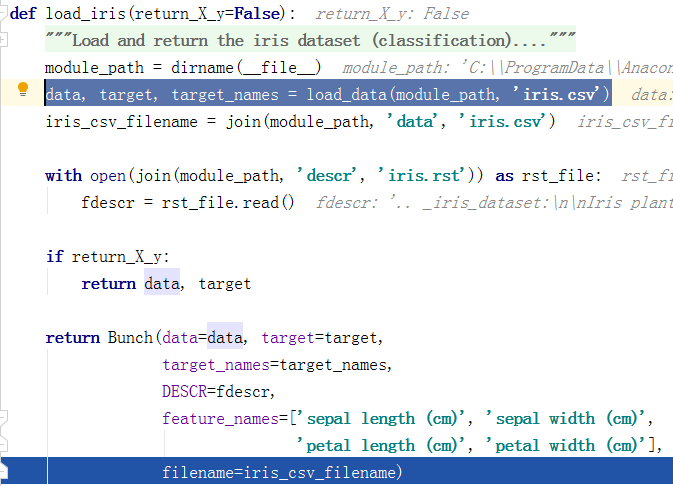 def load_iris(return_X_y=False):  return_X_y: False
    """Load and return the iris dataset (classification)...."""
    module_path = dirname(__file__)  module_path: 'C:\\ProgramData\\Anacon
    data, target, target_names = load_data(module_path, 'iris.csv')  data:
    iris_csv_filename = join(module_path, 'data', 'iris.csv')  iris_csv_fi
    with open(join(module_path, 'descr', 'iris.rst')) as rst_file:  rst_fi
        fdescr = rst_file.read()  fdescr: '.. _iris_dataset:\n\nIris plant
    if return_X_y:
        return data, target
    return Bunch(data=data, target=target,
                 target_names=target_names,
                 DESCR=fdescr,
                 feature_names=['sepal length (cm)', 'sepal width (cm)',
                                'petal length (cm)', 'petal width (cm)'],
                 filename=iris_csv_filename)